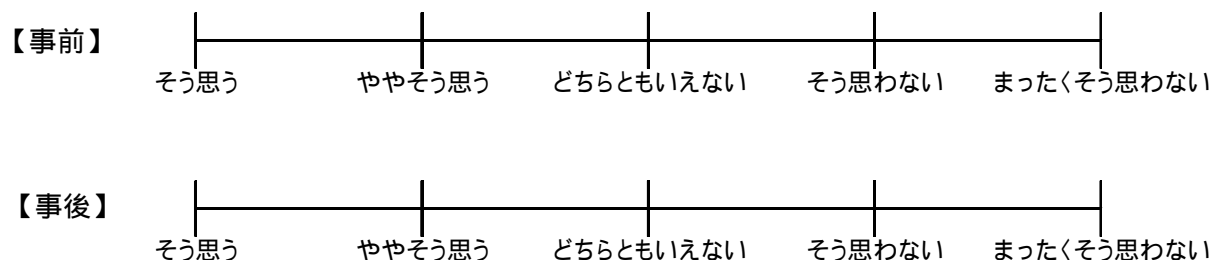 【事前】
そう思う ややそう思う どちらともいえない そう思わない まったくそう思わない
【事後】
そう思う ややそう思う どちらともいえない そう思わない まったくそう思わない